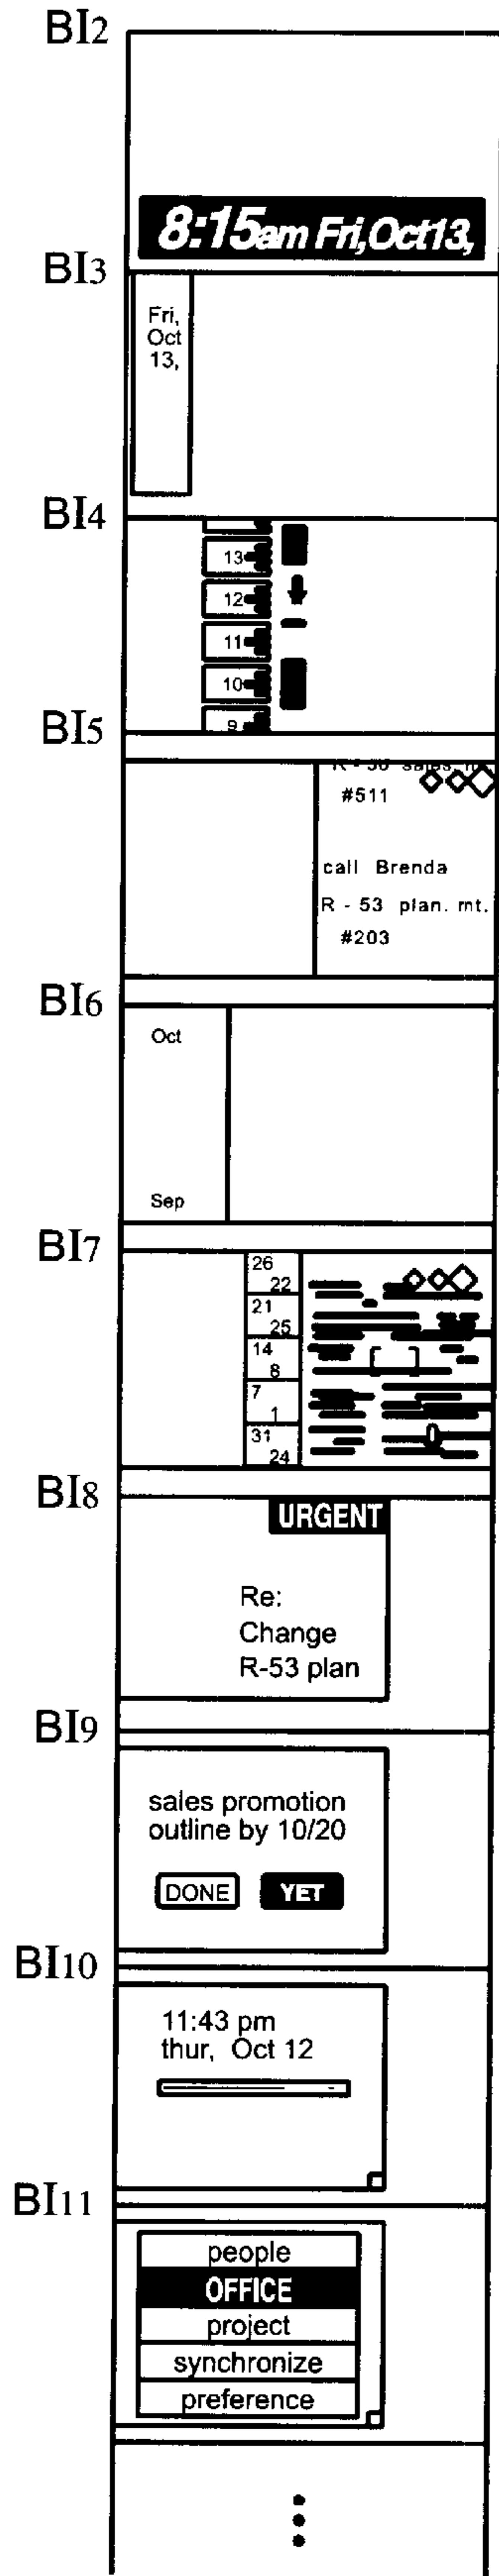 BI2
8:15am Fri,Oct13,
BI3
Fri,
Oct
13,
BI4
13
12
11
10
9
BI5
R - 30 sales. m
#511
call Brenda
R - 53 plan. mt.
#203
BI6
Oct
Sep
BI7
26
22
21
25
14
8
7
1
31
24
BI8
URGENT
Re:
Change
R-53 plan
BI9
sales promotion
outline by 10/20
DONE YET
BI10
11:43 pm
thur, Oct 12
BI11
people
OFFICE
project
synchronize
preference